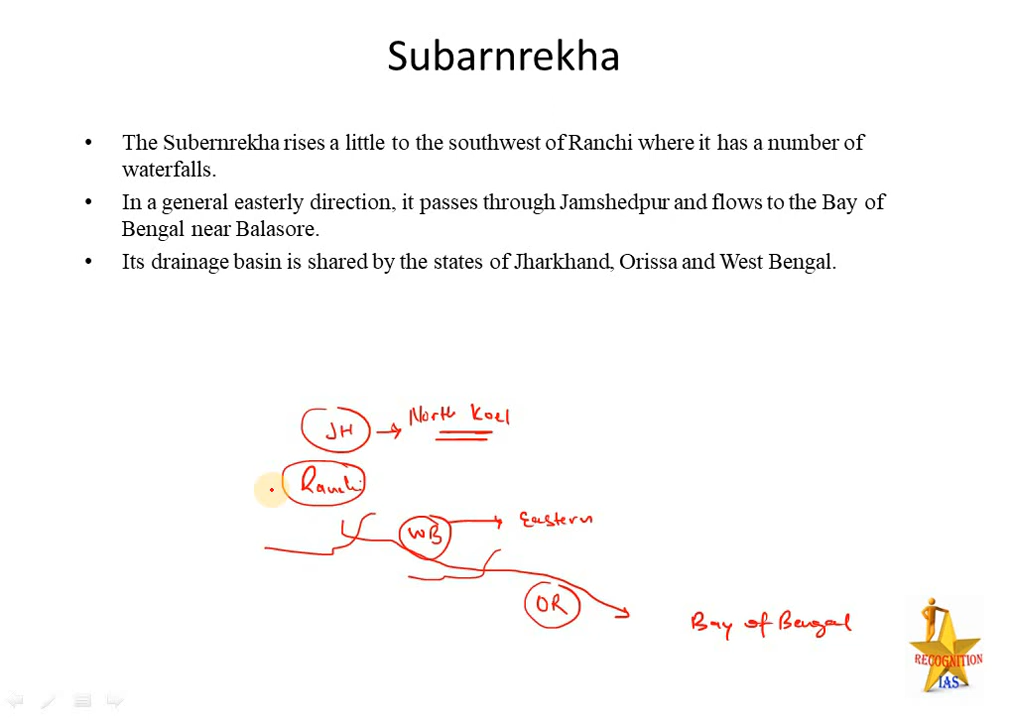 Subarnrekha
• The Subernrekha rises a little to the southwest of Ranchi where it has a number of
waterfalls.
• In a general easterly direction, it passes through Jamshedpur and flows to the Bay of
Bengal near Balasore.
• Its drainage basin is shared by the states of Jharkhand, Orissa and West Bengal.
JH → North Koel
Ranchi
WB → Eastern
OR
Bay of Bengal
RECOGNITION
IAS